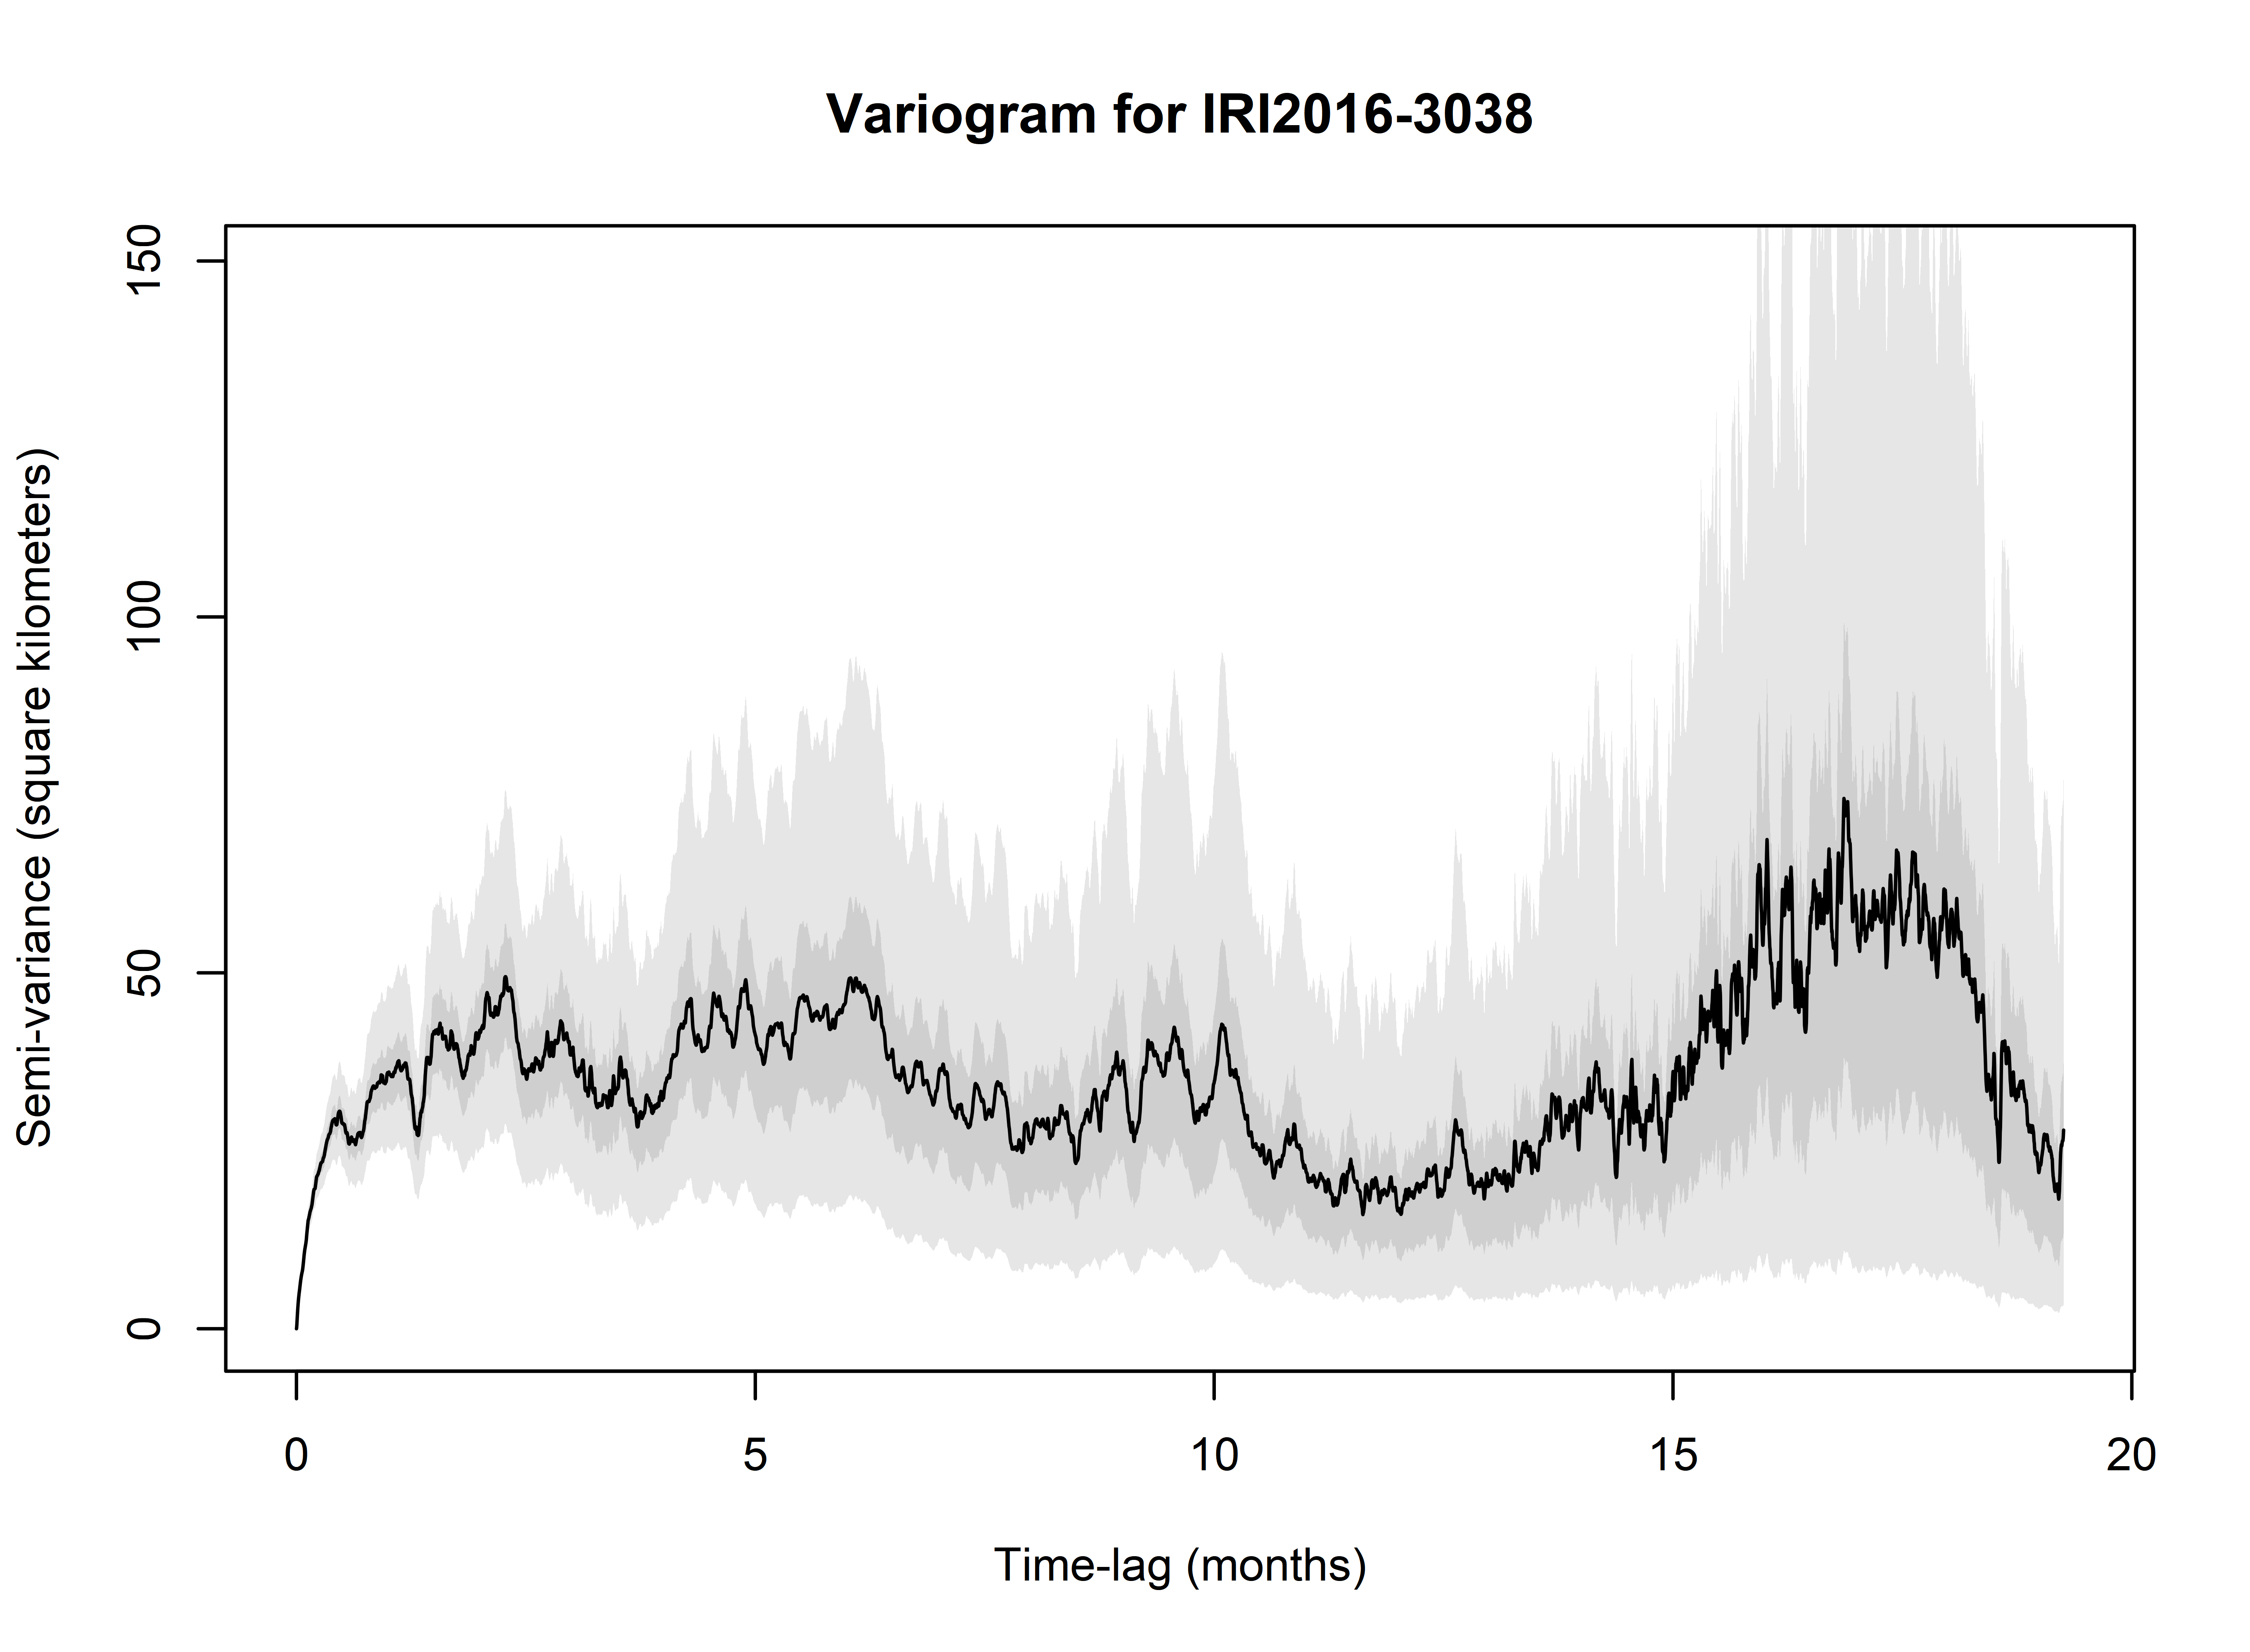 Variogram for IRI2016-3038
150
100
50
0
Semi-variance (square kilometers)
0 5 10 15 20
Time-lag (months)